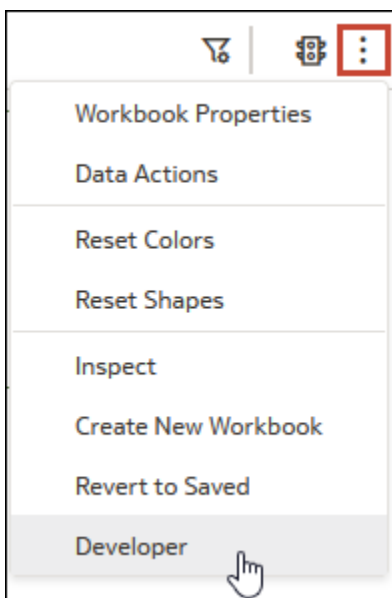 Workbook Properties
Data Actions
Reset Colors
Reset Shapes
Inspect
Create New Workbook
Revert to Saved
Developer